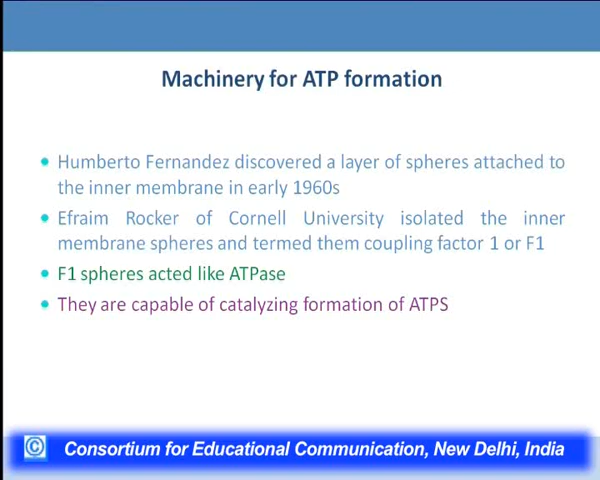 Machinery for ATP formation
Humberto Fernandez discovered a layer of spheres attached to
the inner membrane in early 1960s
Efraim Rocker of Cornell University isolated the inner
membrane spheres and termed them coupling factor 1 or F1
F1 spheres acted like ATPase
They are capable of catalyzing formation of ATPS
© Consortium for Educational Communication, New Delhi, India